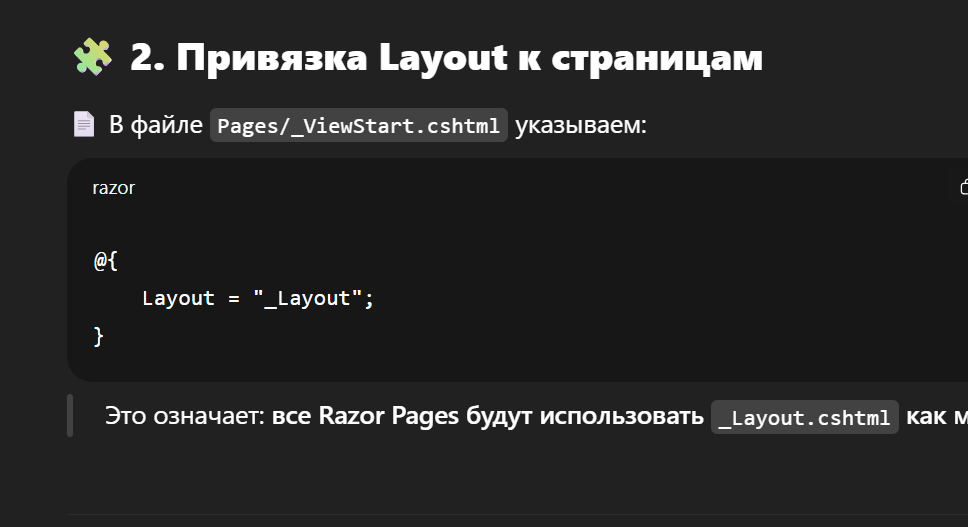 2. Привязка Layout к страницам
В файле Pages/_ViewStart.cshtml указываем:
razor
@{
    Layout = "_Layout";
}
Это означает: все Razor Pages будут использовать _Layout.cshtml как